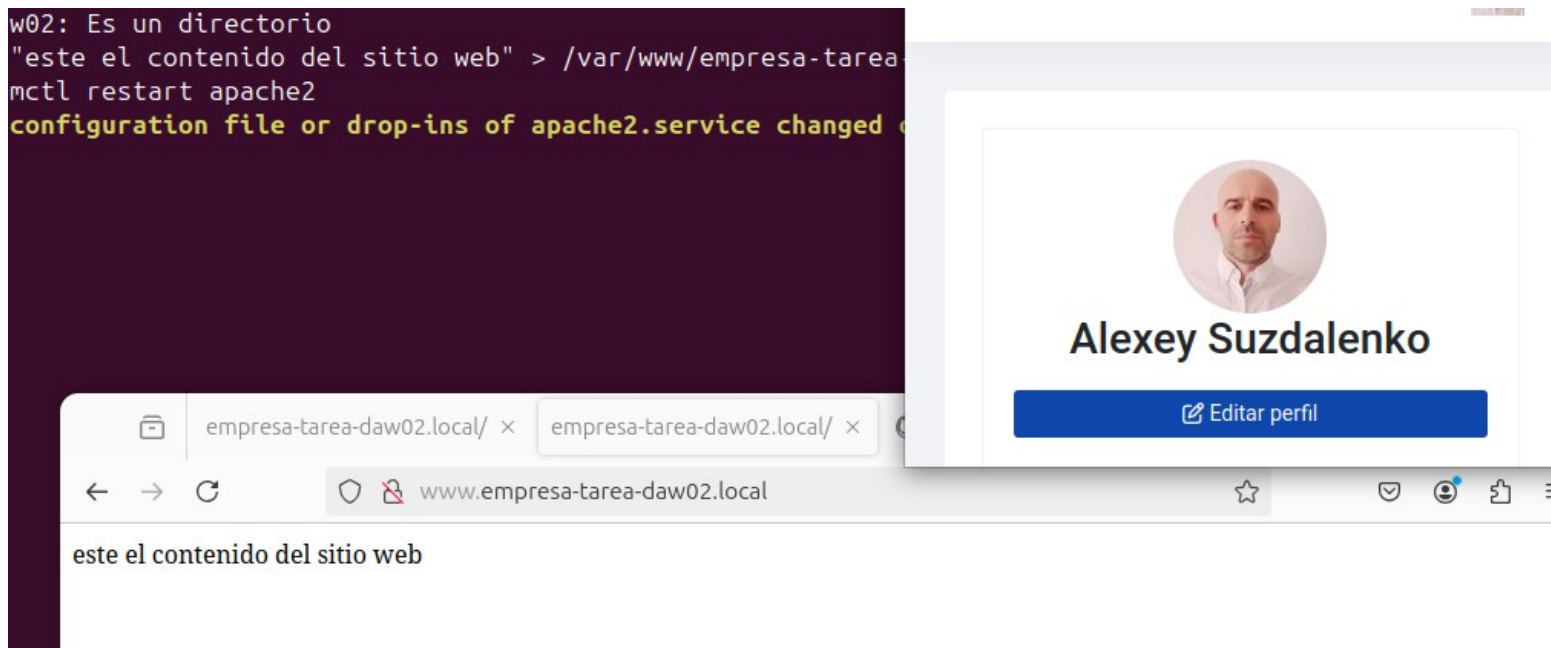 w02: Es un directorio
"este el contenido del sitio web" > /var/www/empresa-tarea-
mctl restart apache2
configuration file or drop-ins of apache2.service changed
Alexey Suzdalenko
Editar perfil
empresa-tarea-daw02.local/ × empresa-tarea-daw02.local/ ×
www.empresa-tarea-daw02.local
este el contenido del sitio web